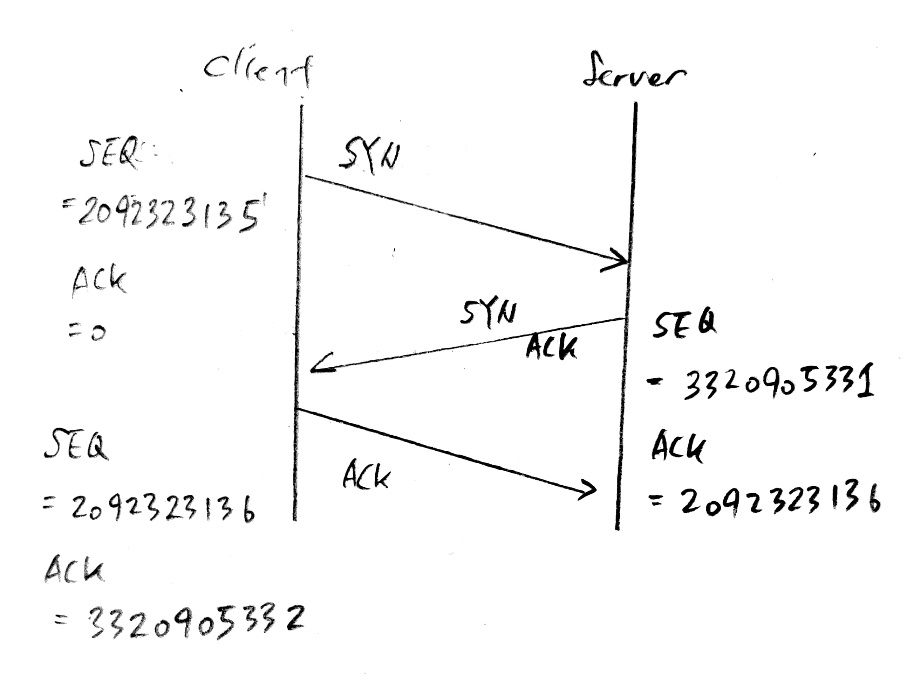 Client
Server
SEQ
=2092323135
ACK
=0
SYN
SYN
ACK
SEQ
= 3320905331
ACK
= 2092323136
ACK
SEQ
= 2092323136
ACK
= 3320905332